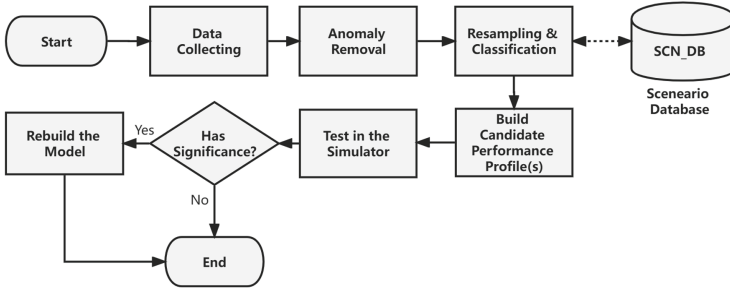 Start
Data
Collecting
Anomaly
Removal
Resampling &
Classification
SCN_DB
Sceneario
Database
Rebuild the
Model
Yes
Has
Significance?
Test in the
Simulator
Build
Candidate
Performance
Profile(s)
No
End